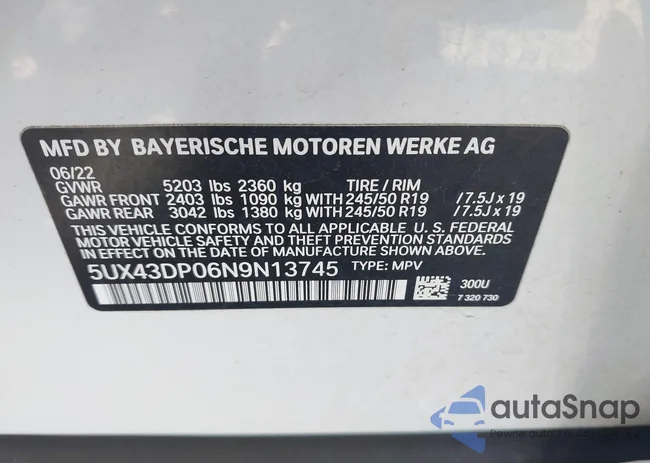 MFD BY BAYERISCHE MOTOREN WERKE AG
06/22
GVWR 5203 lbs 2360 kg TIRE / RIM
GAWR FRONT 2403 lbs 1090 kg WITH 245/50 R19 / 7.5J x 19
GAWR REAR 3042 lbs 1380 kg WITH 245/50 R19 / 7.5J x 19
THIS VEHICLE CONFORMS TO ALL APPLICABLE U. S. FEDERAL
MOTOR VEHICLE SAFETY AND THEFT PREVENTION STANDARDS
IN EFFECT ON THE DATE OF MANUFACTURE SHOWN ABOVE.
5UX43DP06N9N13745 TYPE: MPV
300U
7 320 730
autaSnap
Pewne auta